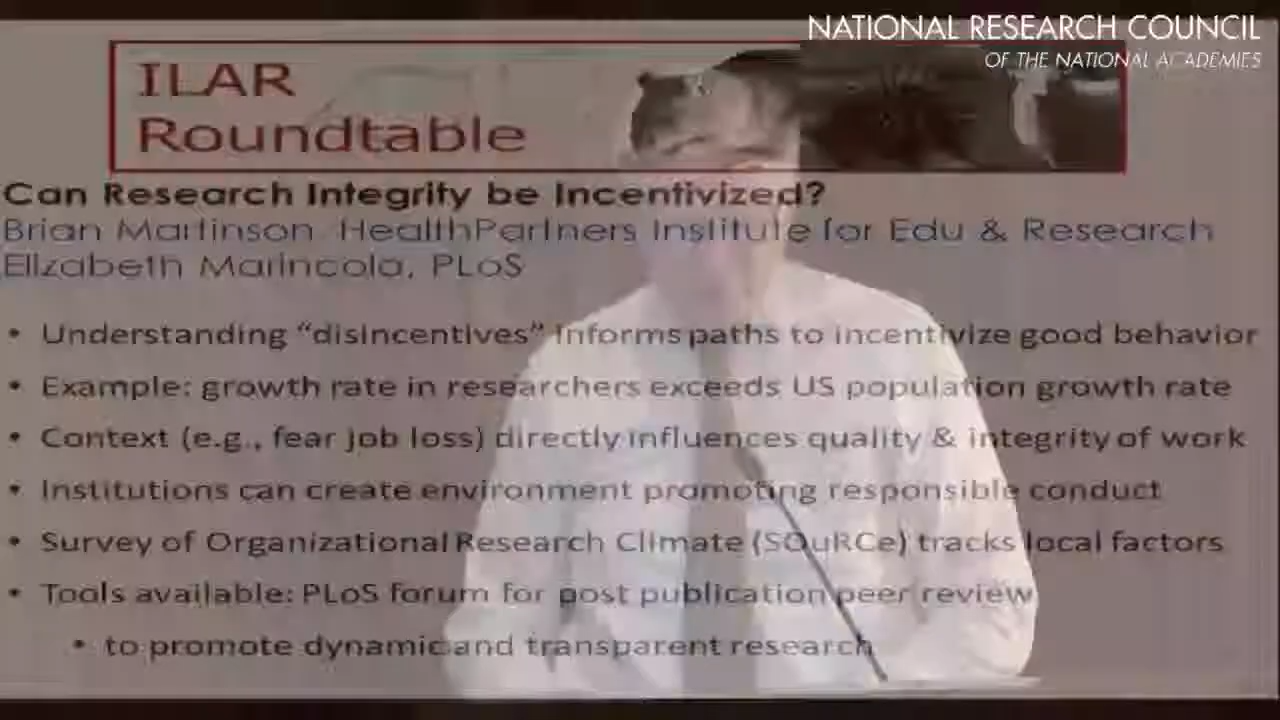 NATIONAL RESEARCH COUNCIL
OF THE NATIONAL ACADEMIES
ILAR
Roundtable
Can Research Integrity be Incentivized?
Brian Martinson, HealthPartners Institute for Edu & Research
Elizabeth Marincola, PLoS
• Understanding “disincentives” informs paths to incentivize good behavior
• Example: growth rate in researchers exceeds US population growth rate
• Context (e.g., fear job loss) directly influences quality & integrity of work
• Institutions can create environment promoting responsible conduct
• Survey of Organizational Research Climate (SOuRCe) tracks local factors
• Tools available: PLoS forum for post publication peer review
• to promote dynamic and transparent research